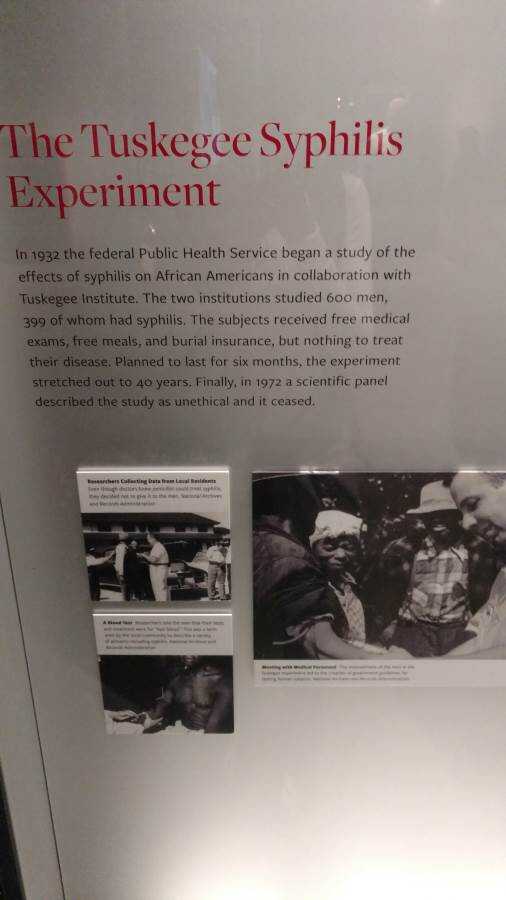 The Tuskegee Syphilis
Experiment
In 1932 the federal Public Health Service began a study of the
effects of syphilis on African Americans in collaboration with
Tuskegee Institute. The two institutions studied 600 men,
399 of whom had syphilis. The subjects received free medical
exams, free meals, and burial insurance, but nothing to treat
their disease. Planned to last for six months, the experiment
stretched out to 40 years. Finally, in 1972 a scientific panel
described the study as unethical and it ceased.
Researchers Collecting Data from Local Residents
Even though doctors knew penicillin could treat syphilis,
they decided not to give it to the men. National Archives
and Records Administration
A Blood Test Researchers told the men that their tests
and treatment were for "bad blood." This was a term
used by the local community to describe a variety
of ailments including syphilis. National Archives and
Records Administration
Meeting with Medical Personnel The mistreatment of the men in the
Tuskegee experiment led to the creation of government guidelines for
testing human subjects. National Archives and Records Administration